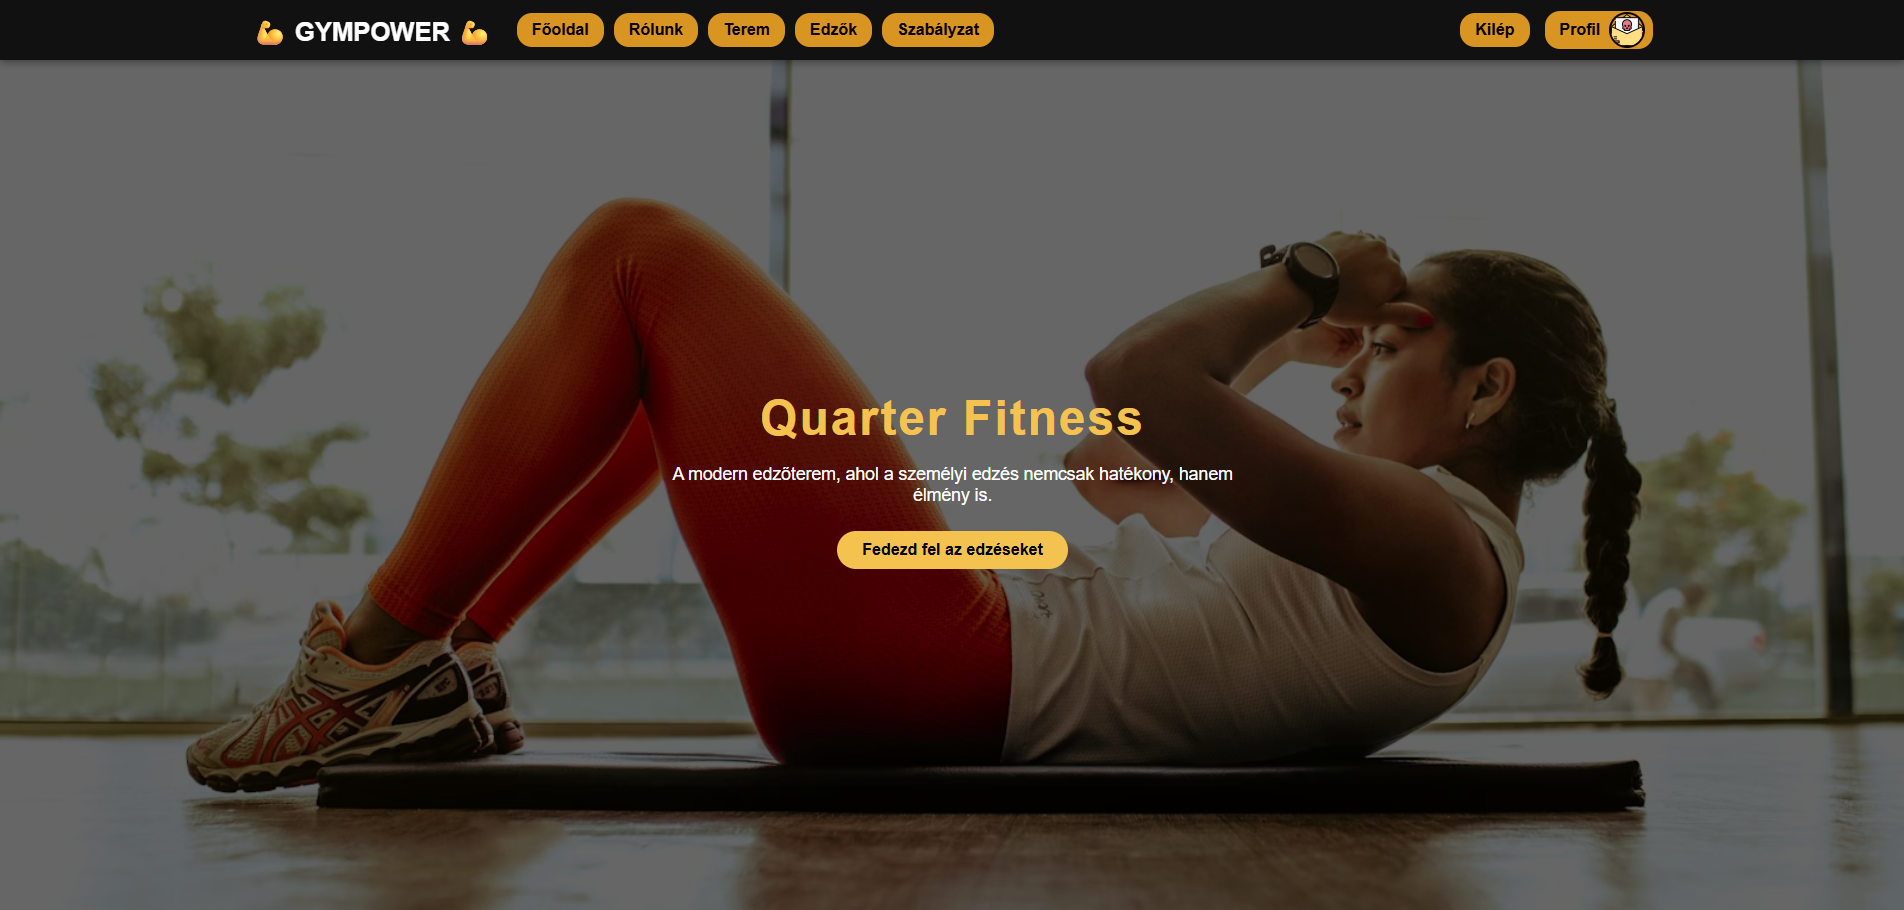 💪 GYMPOWER 💪
Főoldal
Rólunk
Terem
Edzők
Szabályzat
Kilép
Profil
Quarter Fitness
A modern edzőterem, ahol a személyi edzés nemcsak hatékony, hanem
élmény is.
Fedezd fel az edzéseket